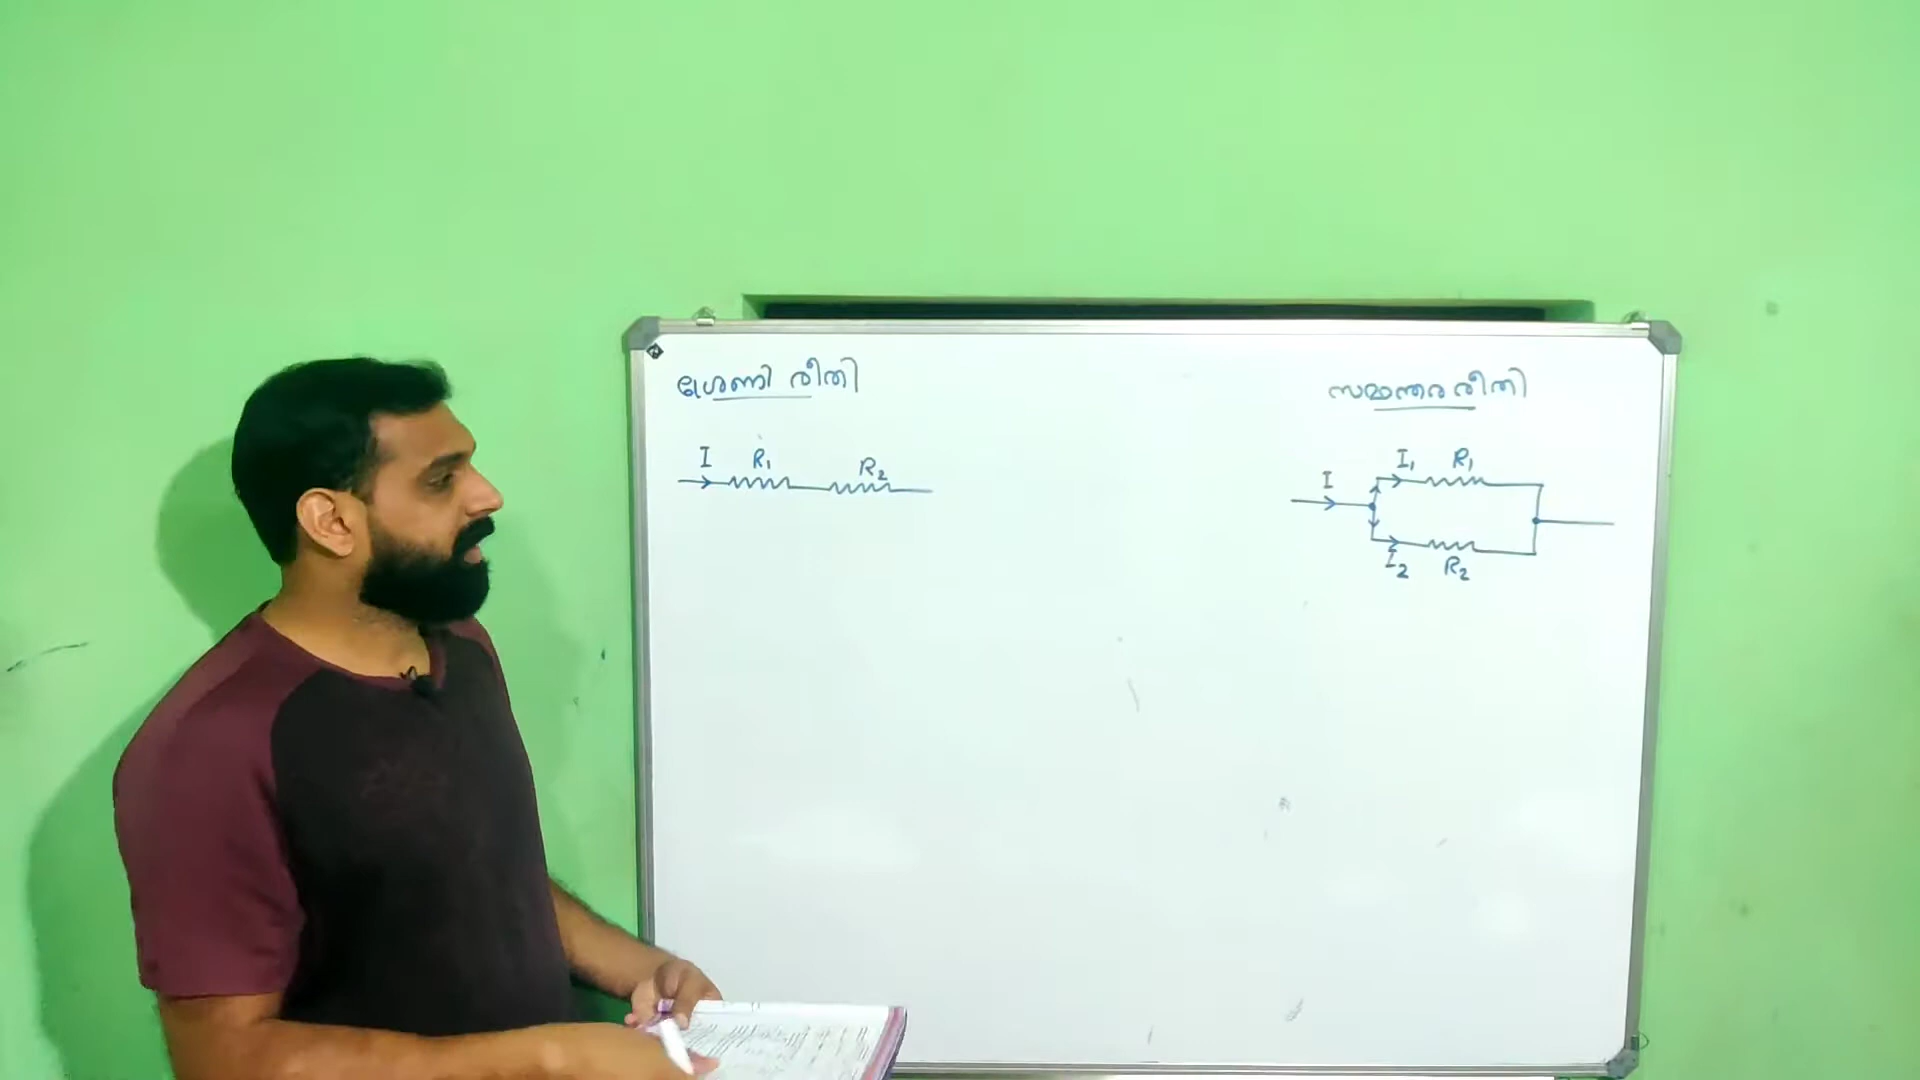 ശ്രേണി രീതി
I R₁ R₂
സമാന്തര രീതി
I I₁ R₁
I₂ R₂